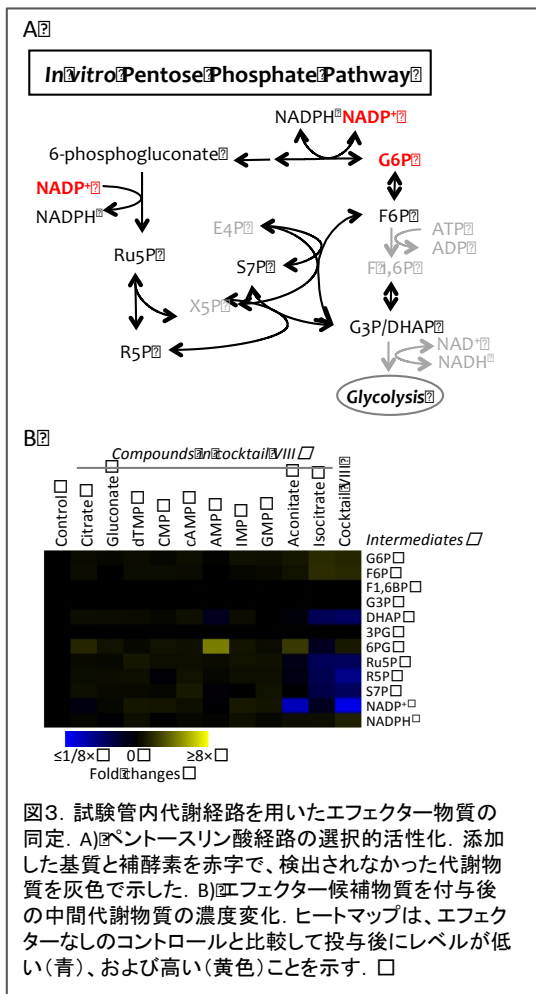 A
In vitro Pentose Phosphate Pathway
NADPH NADP+
6-phosphogluconate
G6P
NADP+
NADPH
E4P
F6P
ATP
ADP
Ru5P
S7P
F1,6P
X5P
G3P/DHAP
R5P
NAD+
NADH
Glycolysis
B
Compounds in cocktail VIII
Control
Citrate
Gluconate
dTMP
CMP
cAMP
AMP
IMP
GMP
Aconitate
Isocitrate
Cocktail VIII
Intermediates
G6P
F6P
F1,6BP
G3P
DHAP
3PG
6PG
Ru5P
R5P
S7P
NADP+
NADPH
≤1/8× 0 ≥8×
Fold changes
図3. 試験管内代謝経路を用いたエフェクター物質の
同定. A) ペントースリン酸経路の選択的活性化. 添加
した基質と補酵素を赤字で、検出されなかった代謝物
質を灰色で示した. B) エフェクター候補物質を付与後
の中間代謝物質の濃度変化. ヒートマップは、エフェク
ターなしのコントロールと比較して投与後にレベルが低
い(青)、および高い(黄色)ことを示す.